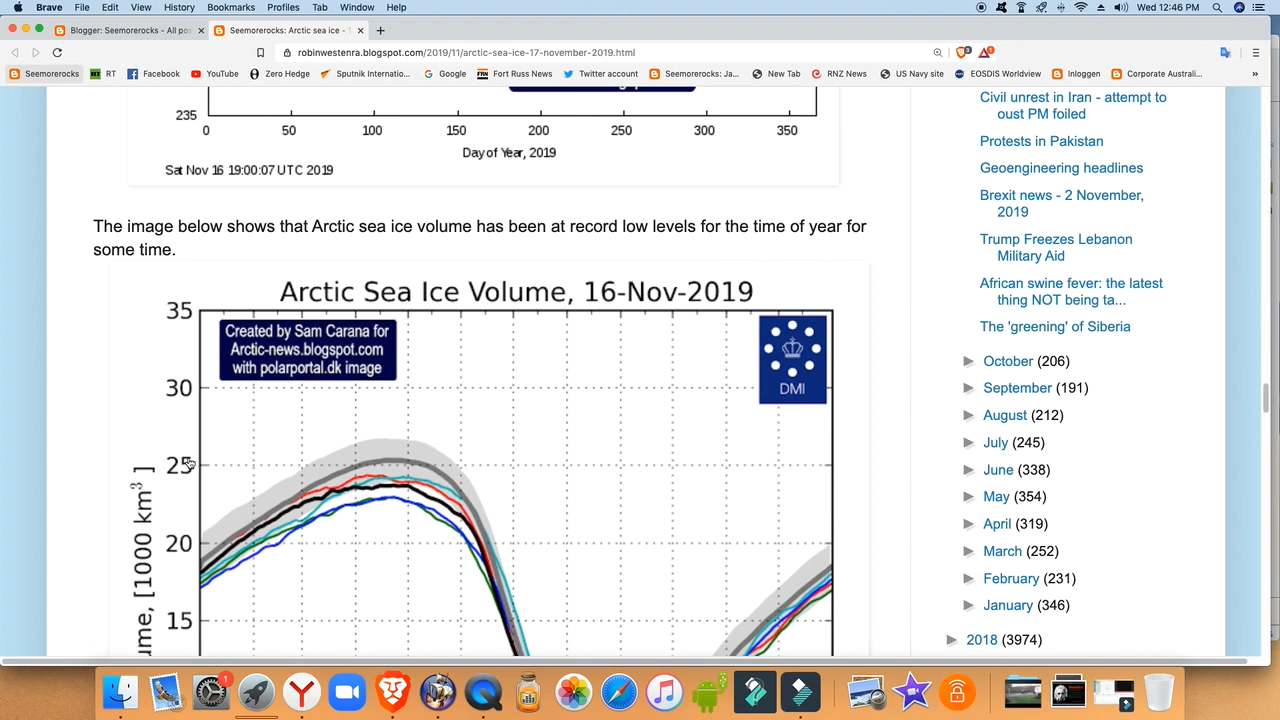 Brave File Edit View History Bookmarks Profiles Tab Window Help Wed 12:46 PM
Blogger: Seemorerocks - All pos × Seemorerocks: Arctic sea ice - 1 × +
robinwestenra.blogspot.com/2019/11/arctic-sea-ice-17-november-2019.html
Seemorerocks RT Facebook YouTube Zero Hedge Sputnik Internatio... Google Fort Russ News Twitter account Seemorerocks: Ja... New Tab RNZ News US Navy site EOSDIS Worldview Inloggen Corporate Australi... »
235
0 50 100 150 200 250 300 350
Day of Year, 2019
Sat Nov 16 19:00:07 UTC 2019
The image below shows that Arctic sea ice volume has been at record low levels for the time of year for
some time.
Arctic Sea Ice Volume, 16-Nov-2019
35
Created by Sam Carana for
Arctic-news.blogspot.com
with polarportal.dk image
DMI
30
25
20
15
[1000 km³]
Civil unrest in Iran - attempt to
oust PM foiled
Protests in Pakistan
Geoengineering headlines
Brexit news - 2 November,
2019
Trump Freezes Lebanon
Military Aid
African swine fever: the latest
thing NOT being ta...
The 'greening' of Siberia
► October (206)
► September (191)
► August (212)
► July (245)
► June (338)
► May (354)
► April (319)
► March (252)
► February (231)
► January (346)
► 2018 (3974)
1